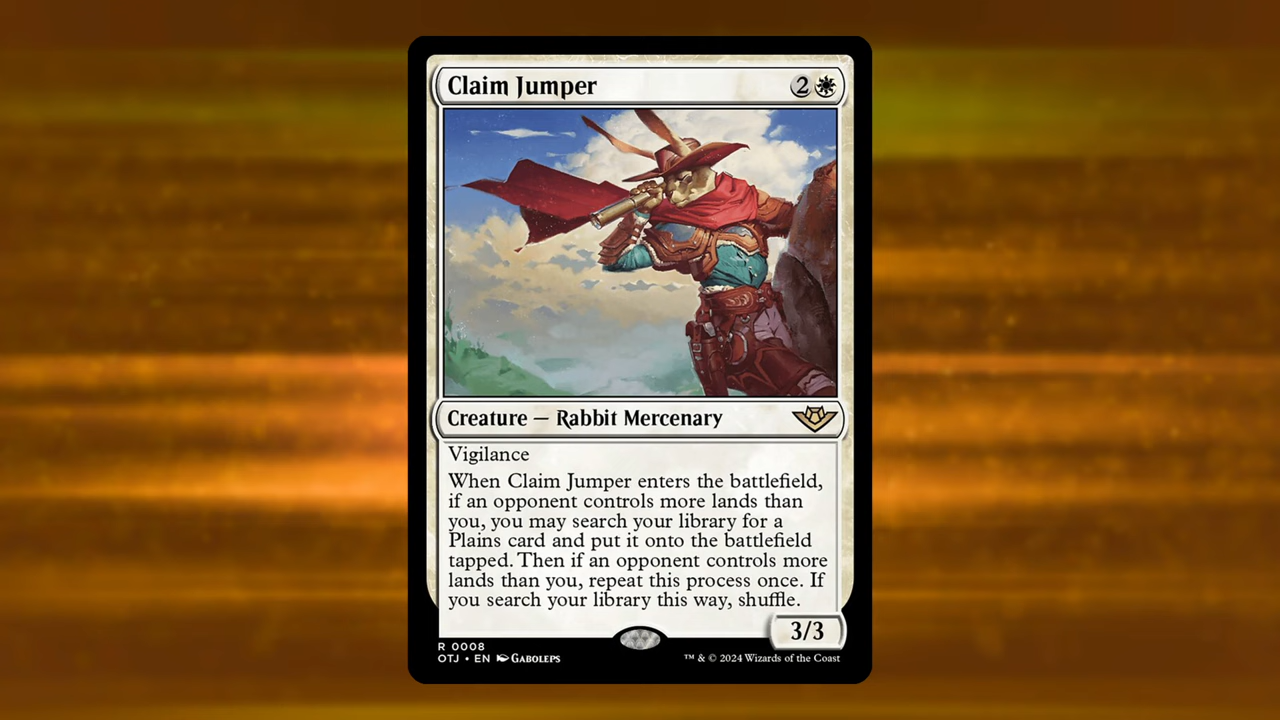 Claim Jumper 2
Creature — Rabbit Mercenary
Vigilance
When Claim Jumper enters the battlefield,
if an opponent controls more lands than
you, you may search your library for a
Plains card and put it onto the battlefield
tapped. Then if an opponent controls more
lands than you, repeat this process once. If
you search your library this way, shuffle.
3/3
R 0008
OTJ • EN GABOLEPS
™ & © 2024 Wizards of the Coast